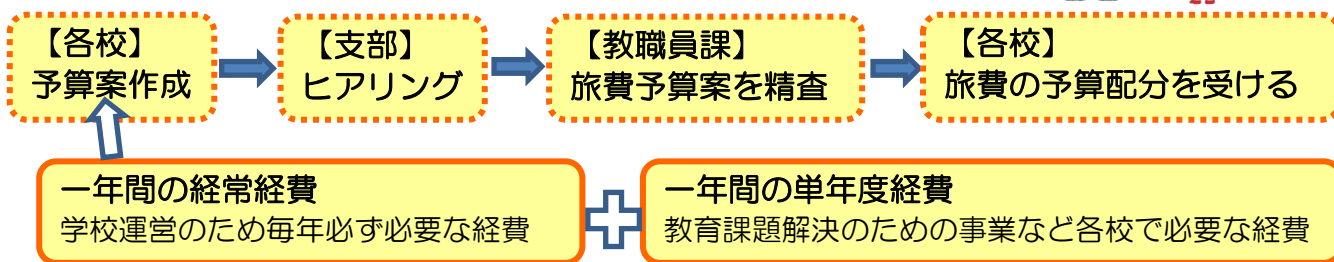 【各校】
予算案作成
【支部】
ヒアリング
【教職員課】
旅費予算案を精査
【各校】
旅費の予算配分を受ける
一年間の経常経費
学校運営のため毎年必ず必要な経費
一年間の単年度経費
教育課題解決のための事業など各校で必要な経費